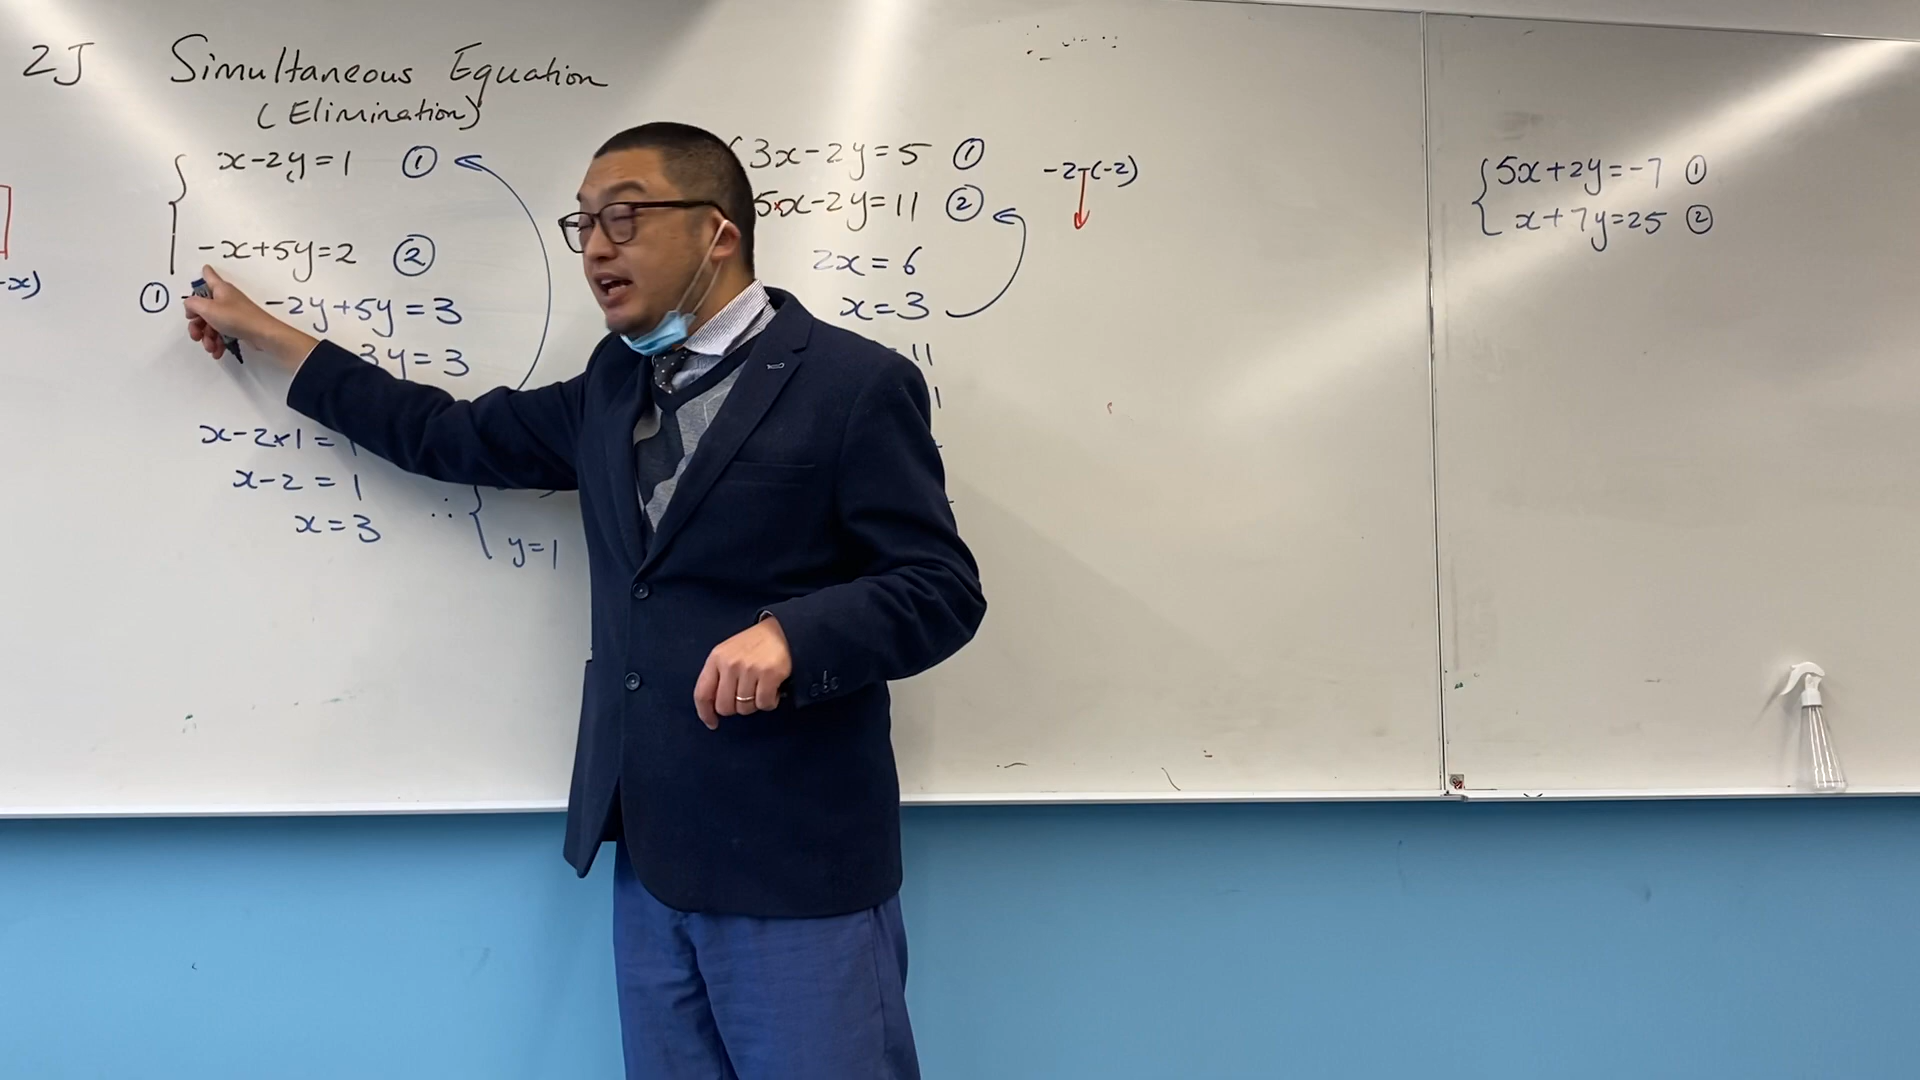 2J Simultaneous Equation
(Elimination)
x-2y=1 ①
-x+5y=2 ②
-x)
① -2y+5y=3
3y=3
x-2×1=1
x-2=1
x=3
∴
y=1
3x-2y=5 ①
5x-2y=11 ②
2x=6
x=3
=11
-2-(-2)
5x+2y=-7 ①
x+7y=25 ②